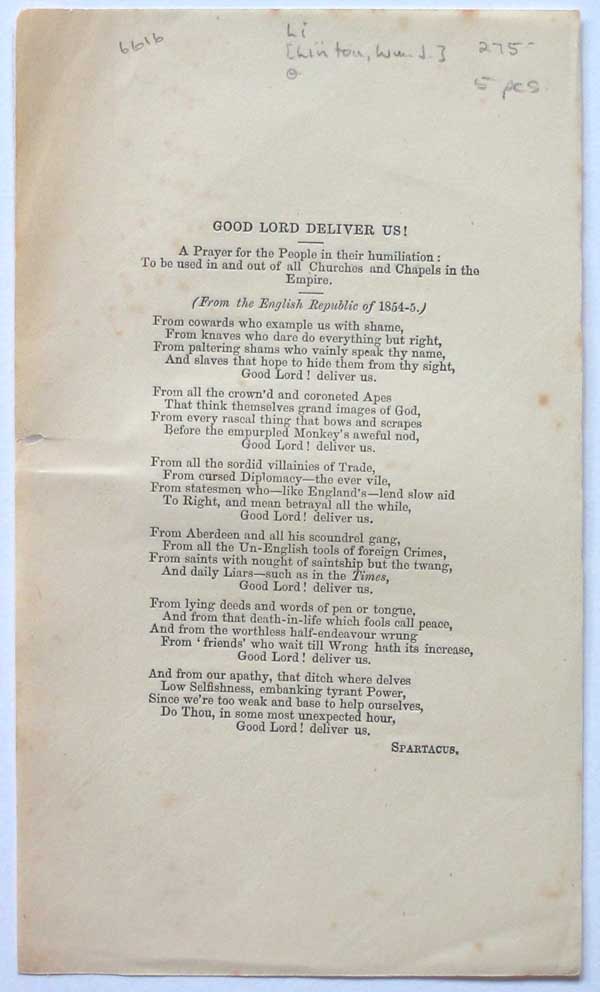 6616
Li
[Linton, Wm. J.]
275-
5 pcs.
GOOD LORD DELIVER US!
A Prayer for the People in their humiliation :
To be used in and out of all Churches and Chapels in the
Empire.
(From the English Republic of 1854-5.)
From cowards who example us with shame,
From knaves who dare do everything but right,
From paltering shams who vainly speak thy name,
And slaves that hope to hide them from thy sight,
Good Lord! deliver us.
From all the crown'd and coroneted Apes
That think themselves grand images of God,
From every rascal thing that bows and scrapes
Before the empurpled Monkey's aweful nod,
Good Lord! deliver us.
From all the sordid villainies of Trade,
From cursed Diplomacy—the ever vile,
From statesmen who—like England's—lend slow aid
To Right, and mean betrayal all the while,
Good Lord! deliver us.
From Aberdeen and all his scoundrel gang,
From all the Un-English tools of foreign Crimes,
From saints with nought of saintship but the twang,
And daily Liars—such as in the Times,
Good Lord! deliver us.
From lying deeds and words of pen or tongue,
And from that death-in-life which fools call peace,
And from the worthless half-endeavour wrung
From 'friends' who wait till Wrong hath its increase,
Good Lord! deliver us.
And from our apathy, that ditch where delves
Low Selfishness, embanking tyrant Power,
Since we're too weak and base to help ourselves,
Do Thou, in some most unexpected hour,
Good Lord! deliver us.
SPARTACUS.